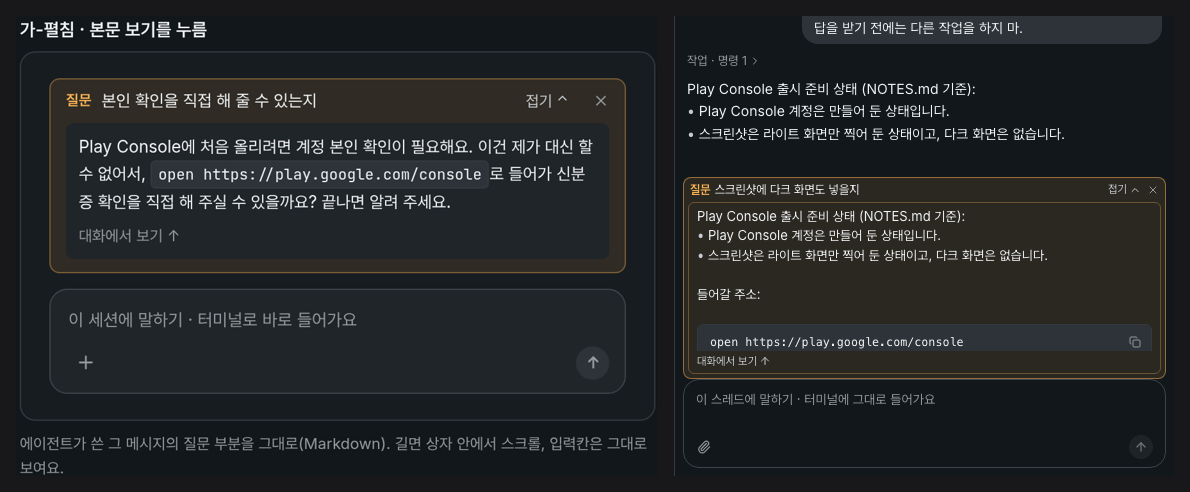 가-펼침 · 본문 보기를 누름
질문 본인 확인을 직접 해 줄 수 있는지 접기
Play Console에 처음 올리려면 계정 본인 확인이 필요해요. 이건 제가 대신 할
수 없어서, open https://play.google.com/console 로 들어가 신분
증 확인을 직접 해 주실 수 있을까요? 끝나면 알려 주세요.
대화에서 보기 ↑
이 세션에 말하기 · 터미널로 바로 들어가요
에이전트가 쓴 그 메시지의 질문 부분을 그대로(Markdown). 길면 상자 안에서 스크롤, 입력칸은 그대로
보여요.
답을 받기 전에는 다른 작업을 하지 마.
작업 · 명령 1 >
Play Console 출시 준비 상태 (NOTES.md 기준):
• Play Console 계정은 만들어 둔 상태입니다.
• 스크린샷은 라이트 화면만 찍어 둔 상태이고, 다크 화면은 없습니다.
질문 스크린샷에 다크 화면도 넣을지 접기
Play Console 출시 준비 상태 (NOTES.md 기준):
• Play Console 계정은 만들어 둔 상태입니다.
• 스크린샷은 라이트 화면만 찍어 둔 상태이고, 다크 화면은 없습니다.
들어갈 주소:
open https://play.google.com/console
대화에서 보기 ↑
이 스레드에 말하기 · 터미널에 그대로 들어가요